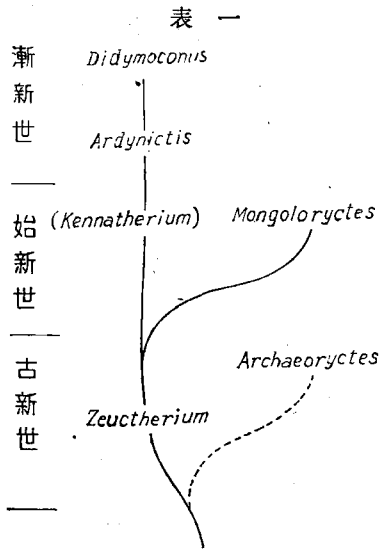 表一
Didymoconus
漸新世
Ardynictis
(Kennatherium)
Mongoloryctes
始新世
Archaeoryctes
古新世
Zeuctherium